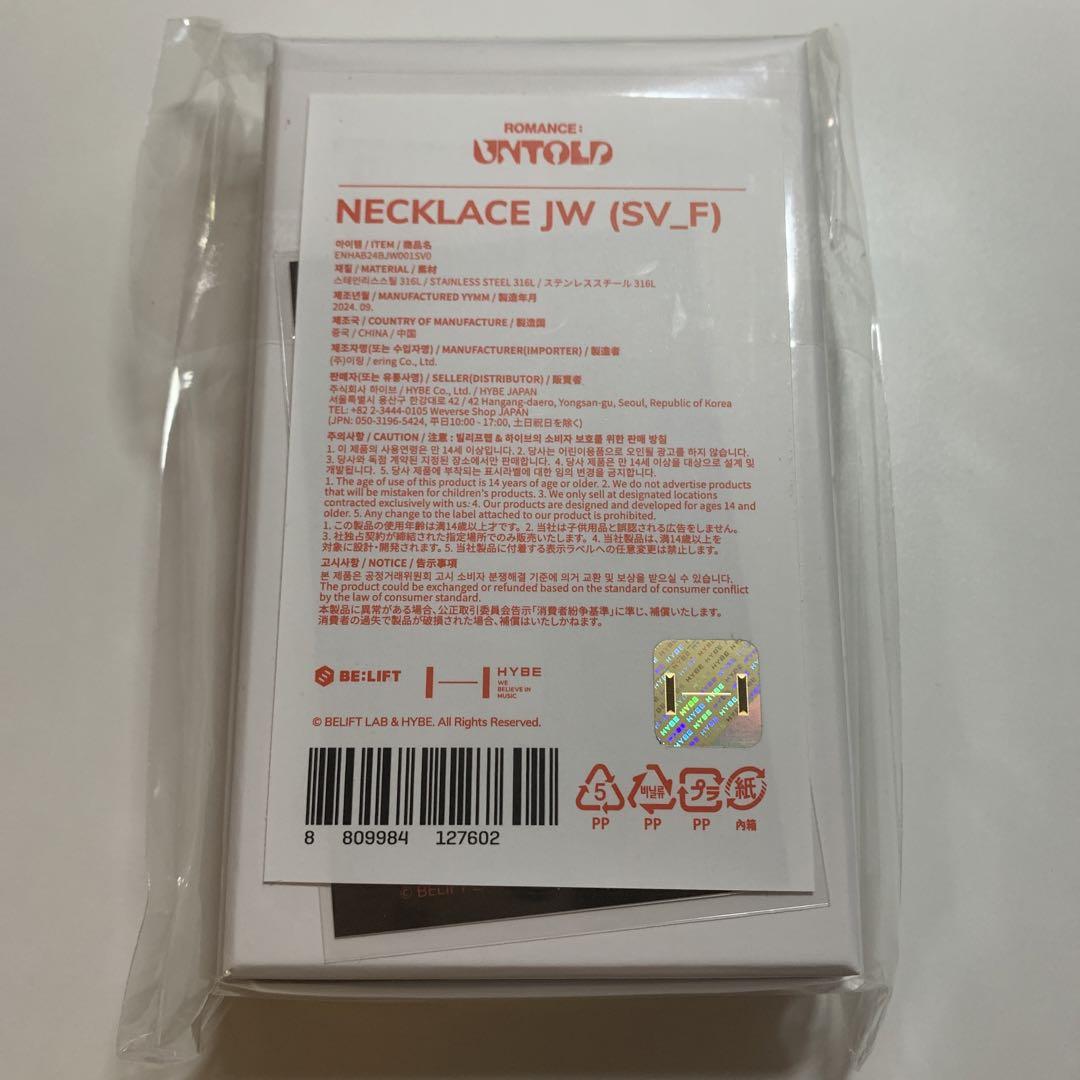 ROMANCE:
UNTOLD
NECKLACE JW (SV_F)
아이템 / ITEM / 商品名
ENHAB24BJW001SV0
재질 / MATERIAL / 素材
스테인리스스틸 316L / STAINLESS STEEL 316L / ステンレススチール 316L
제조년월 / MANUFACTURED YYMM / 製造年月
2024. 09.
제조국 / COUNTRY OF MANUFACTURE / 製造国
중국 / CHINA / 中国
제조자명(또는 수입자명) / MANUFACTURER(IMPORTER) / 製造者
(주)이링 / ering Co., Ltd.
판매자(또는 유통사명) / SELLER(DISTRIBUTOR) / 販賣者
주식회사 하이브 / HYBE Co., Ltd. / HYBE JAPAN
서울특별시 용산구 한강대로 42 / 42 Hangang-daero, Yongsan-gu, Seoul, Republic of Korea
TEL: +82 2-3444-0105 Weverse Shop JAPAN
(JPN: 050-3196-5424, 平日10:00 - 17:00, 土日祝日を除く)
주의사항 / CAUTION / 注意 : 빌리프랩 & 하이브의 소비자 보호를 위한 판매 방침
1. 이 제품의 사용연령은 만 14세 이상입니다. 2. 당사는 어린이용품으로 오인될 광고를 하지 않습니다.
3. 당사와 독점 계약된 지정된 장소에서만 판매합니다. 4. 당사 제품은 만 14세 이상을 대상으로 설계 및
개발됩니다. 5. 당사 제품에 부착되는 표시라벨에 대한 임의 변경을 금지합니다.
1. The age of use of this product is 14 years of age or older. 2. We do not advertise products
that will be mistaken for children's products. 3. We only sell at designated locations
contracted exclusively with us. 4. Our products are designed and developed for ages 14 and
older. 5. Any change to the label attached to our product is prohibited.
1. この製品の使用年齢は満14歳以上才です。2. 当社は子供用品と誤認される広告をしません。
3. 社独占契約が締結された指定場所でのみ販売いたします。4. 当社製品は、満14歳以上を
対象に設計・開発されます。5. 当社製品に付着する表示ラベルへの任意変更は禁止します。
고시사항 / NOTICE / 告示事項
본 제품은 공정거래위원회 고시 소비자 분쟁해결 기준에 의거 교환 및 보상을 받으실 수 있습니다.
The product could be exchanged or refunded based on the standard of consumer conflict
by the law of consumer standard.
本製品に異常がある場合、公正取引委員会告示「消費者紛争基準」に準じ、補償いたします。
消費者の過失で製品が破損された場合、補償はいたしかねます。
BE:LIFT
HYBE
WE
BELIEVE IN
MUSIC
© BELIFT LAB & HYBE. All Rights Reserved.
HYBE HYBE HYBE
8 809984 127602
5 비닐류 プラ 紙
PP PP PP 內箱
© BELIFT